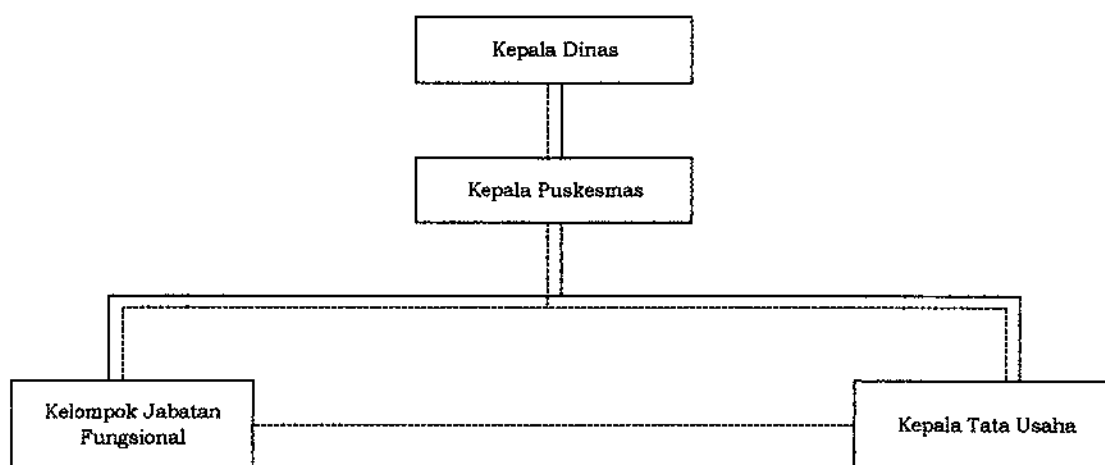 Kepala Dinas
Kepala Puskesmas
Kelompok Jabatan
Fungsional
Kepala Tata Usaha